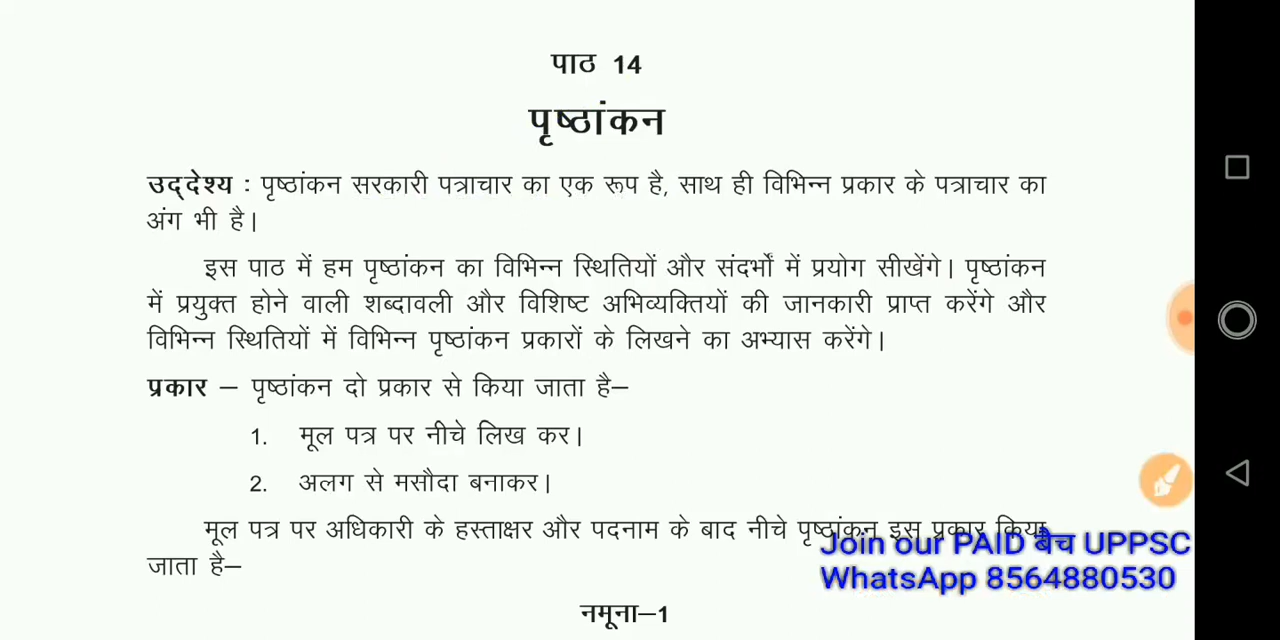 पाठ 14
पृष्ठांकन
उद्देश्य : पृष्ठांकन सरकारी पत्राचार का एक रूप है, साथ ही विभिन्न प्रकार के पत्राचार का
अंग भी है।
इस पाठ में हम पृष्ठांकन का विभिन्न स्थितियों और संदर्भों में प्रयोग सीखेंगे। पृष्ठांकन
में प्रयुक्त होने वाली शब्दावली और विशिष्ट अभिव्यक्तियों की जानकारी प्राप्त करेंगे और
विभिन्न स्थितियों में विभिन्न पृष्ठांकन प्रकारों के लिखने का अभ्यास करेंगे।
प्रकार – पृष्ठांकन दो प्रकार से किया जाता है–
1. मूल पत्र पर नीचे लिख कर।
2. अलग से मसौदा बनाकर।
मूल पत्र पर अधिकारी के हस्ताक्षर और पदनाम के बाद नीचे पृष्ठांकन इस प्रकार किया
जाता है–
Join our PAID बैच UPPSC
WhatsApp 8564880530
नमूना–1